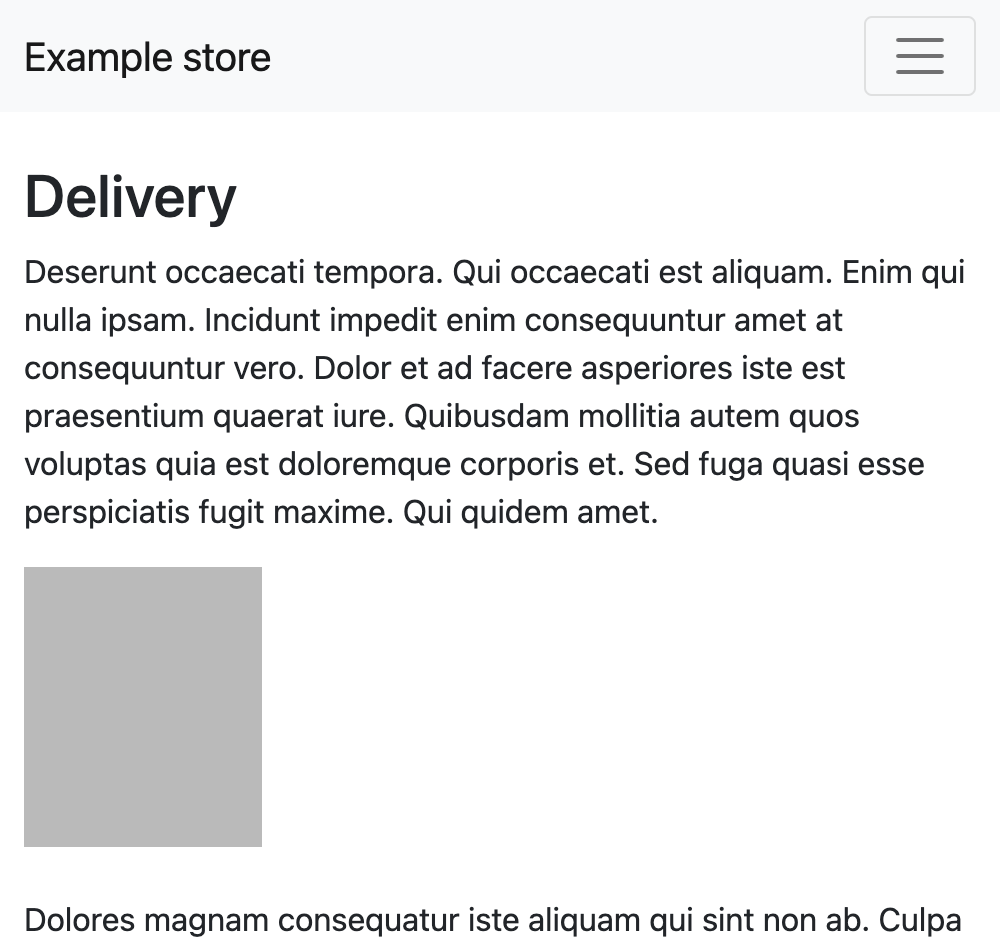 Example store
Delivery
Deserunt occaecati tempora. Qui occaecati est aliquam. Enim qui
nulla ipsam. Incidunt impedit enim consequuntur amet at
consequuntur vero. Dolor et ad facere asperiores iste est
praesentium quaerat iure. Quibusdam mollitia autem quos
voluptas quia est doloremque corporis et. Sed fuga quasi esse
perspiciatis fugit maxime. Qui quidem amet.
Dolores magnam consequatur iste aliquam qui sint non ab. Culpa